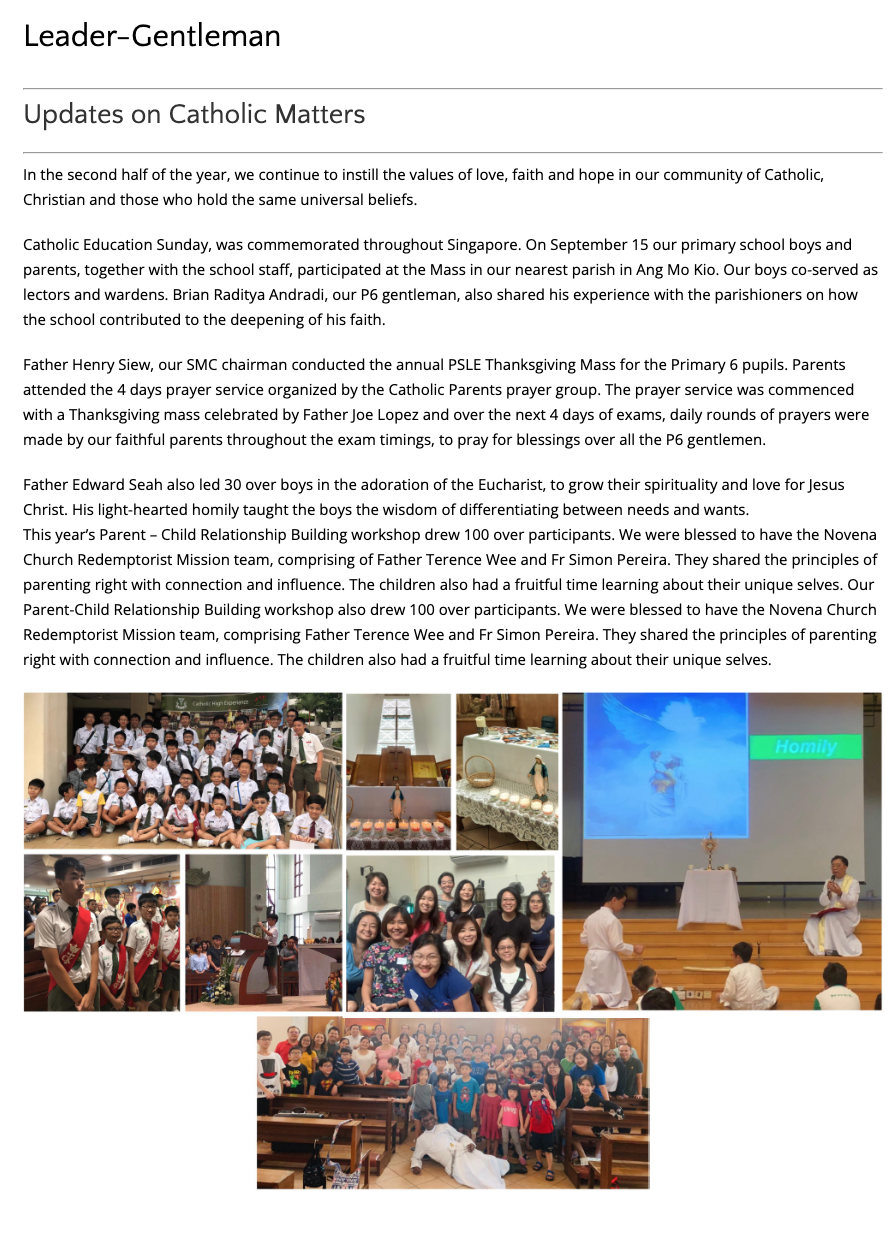 Leader-Gentleman
Updates on Catholic Matters
In the second half of the year, we continue to instill the values of love, faith and hope in our community of Catholic,
Christian and those who hold the same universal beliefs.
Catholic Education Sunday, was commemorated throughout Singapore. On September 15 our primary school boys and
parents, together with the school staff, participated at the Mass in our nearest parish in Ang Mo Kio. Our boys co-served as
lectors and wardens. Brian Raditya Andradi, our P6 gentleman, also shared his experience with the parishioners on how
the school contributed to the deepening of his faith.
Father Henry Siew, our SMC chairman conducted the annual PSLE Thanksgiving Mass for the Primary 6 pupils. Parents
attended the 4 days prayer service organized by the Catholic Parents prayer group. The prayer service was commenced
with a Thanksgiving mass celebrated by Father Joe Lopez and over the next 4 days of exams, daily rounds of prayers were
made by our faithful parents throughout the exam timings, to pray for blessings over all the P6 gentlemen.
Father Edward Seah also led 30 over boys in the adoration of the Eucharist, to grow their spirituality and love for Jesus
Christ. His light-hearted homily taught the boys the wisdom of differentiating between needs and wants.
This year’s Parent – Child Relationship Building workshop drew 100 over participants. We were blessed to have the Novena
Church Redemptorist Mission team, comprising of Father Terence Wee and Fr Simon Pereira. They shared the principles of
parenting right with connection and influence. The children also had a fruitful time learning about their unique selves. Our
Parent-Child Relationship Building workshop also drew 100 over participants. We were blessed to have the Novena Church
Redemptorist Mission team, comprising Father Terence Wee and Fr Simon Pereira. They shared the principles of parenting
right with connection and influence. The children also had a fruitful time learning about their unique selves.
Catholic High Experience
Homily